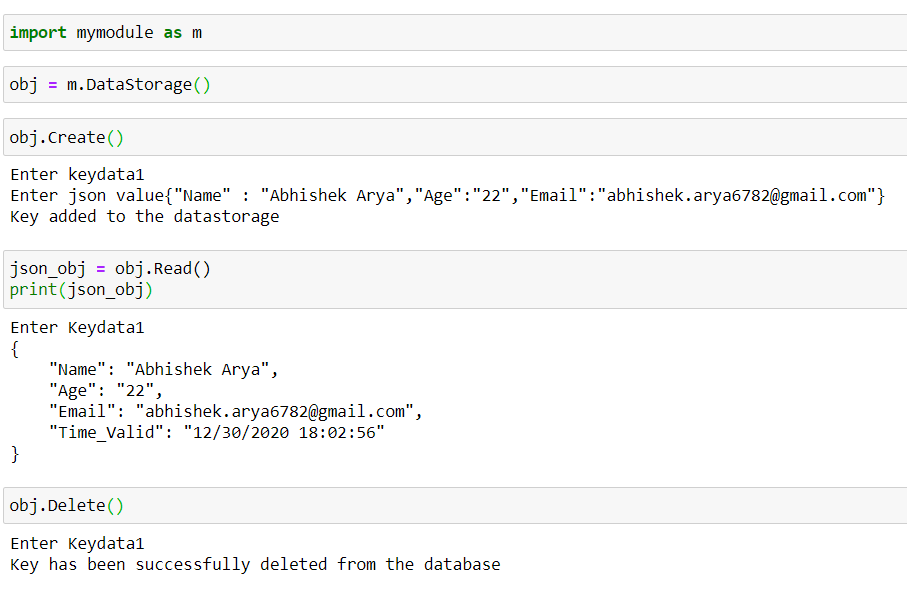 import mymodule as m
obj = m.DataStorage()
obj.Create()
Enter keydata1
Enter json value{"Name" : "Abhishek Arya","Age":"22","Email":"abhishek.arya6782@gmail.com"}
Key added to the datastorage
json_obj = obj.Read()
print(json_obj)
Enter Keydata1
{
    "Name": "Abhishek Arya",
    "Age": "22",
    "Email": "abhishek.arya6782@gmail.com",
    "Time_Valid": "12/30/2020 18:02:56"
}
obj.Delete()
Enter Keydata1
Key has been successfully deleted from the database